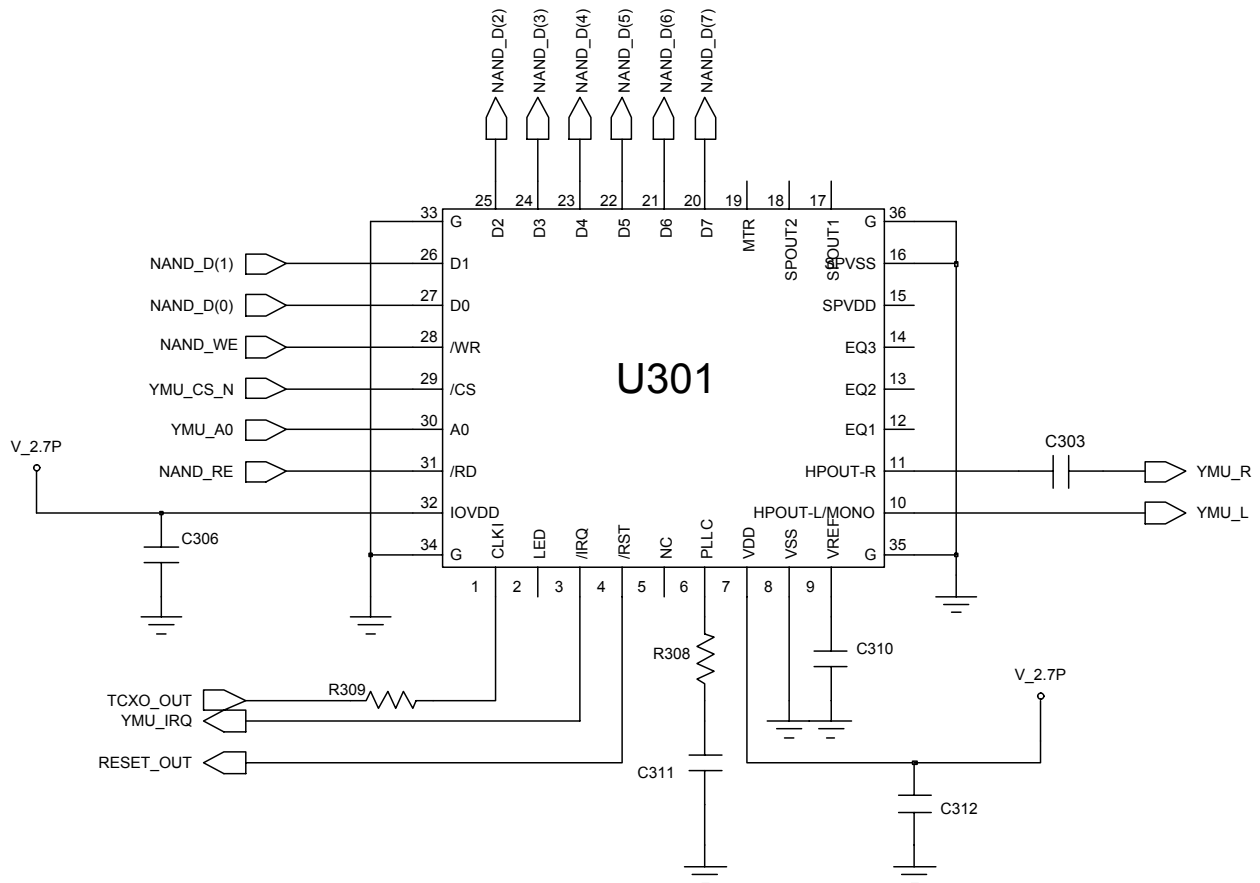 NAND_D(2)
NAND_D(3)
NAND_D(4)
NAND_D(5)
NAND_D(6)
NAND_D(7)
25 24 23 22 21 20 19 18 17
D2 D3 D4 D5 D6 D7 MTR SPOUT2 SPOUT1
33 G
G 36
NAND_D(1) 26 D1
SPVSS 16
NAND_D(0) 27 D0
SPVDD 15
NAND_WE 28 /WR
EQ3 14
U301
YMU_CS_N 29 /CS
EQ2 13
YMU_A0 30 A0
EQ1 12
V_2.7P
C303
NAND_RE 31 /RD
HPOUT-R 11 YMU_R
32 IOVDD
HPOUT-L/MONO 10 YMU_L
C306
34 G
CLKI LED /IRQ /RST NC PLLC VDD VSS VREF
G 35
1 2 3 4 5 6 7 8 9
R308
C310
V_2.7P
R309
TCXO_OUT
YMU_IRQ
RESET_OUT
C311
C312